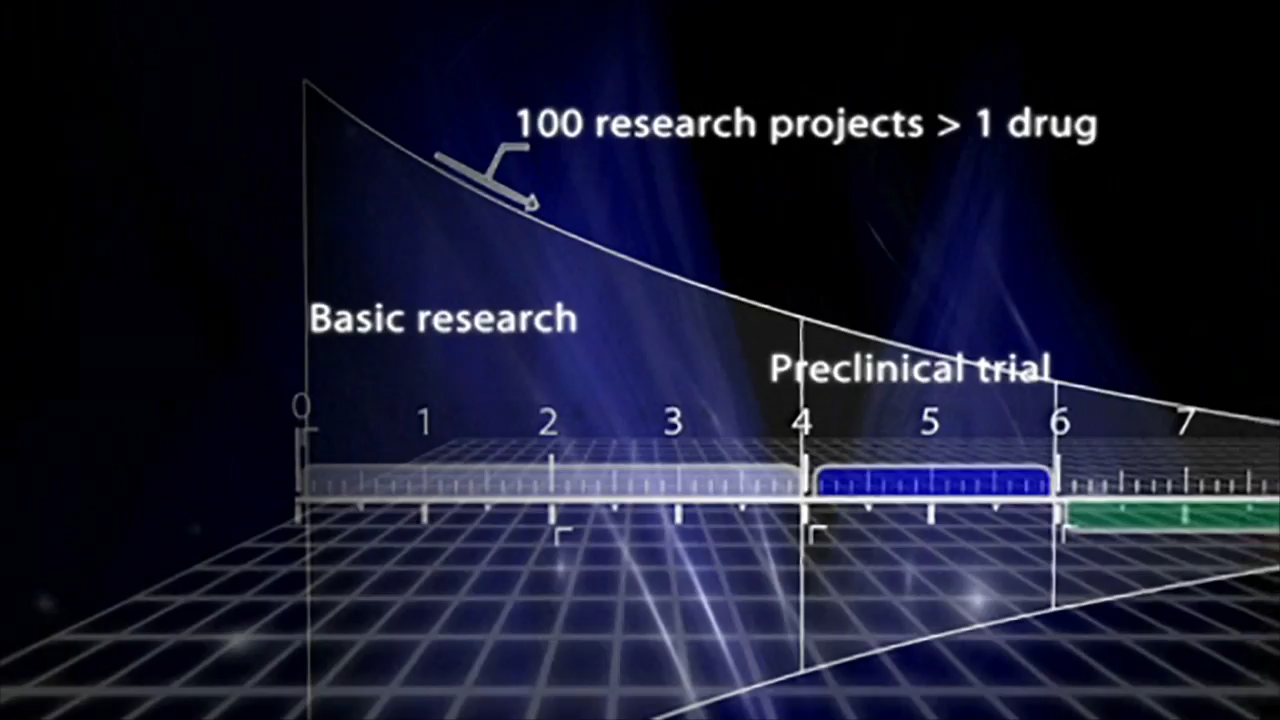 100 research projects > 1 drug
Basic research
Preclinical trial
0 1 2 3 4 5 6 7